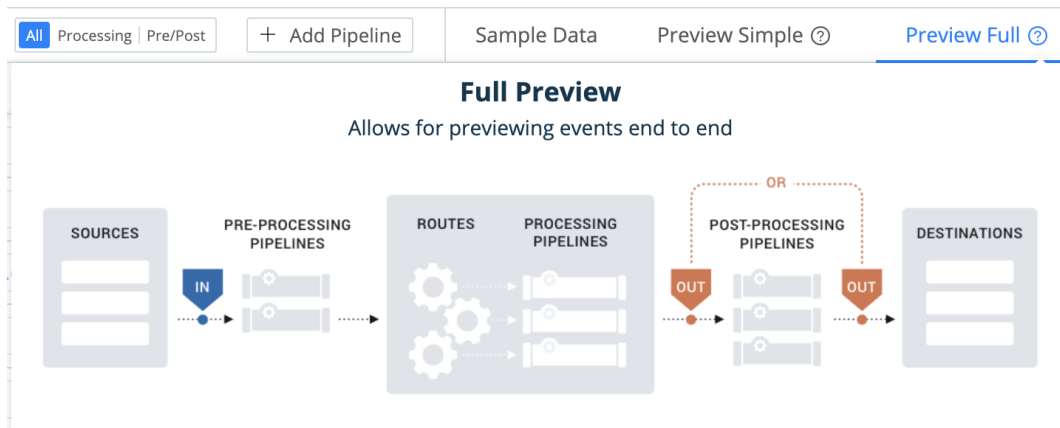 All Processing Pre/Post + Add Pipeline Sample Data Preview Simple ? Preview Full ?
Full Preview
Allows for previewing events end to end
OR
SOURCES
PRE-PROCESSING
PIPELINES
ROUTES
PROCESSING
PIPELINES
POST-PROCESSING
PIPELINES
DESTINATIONS
IN
OUT
OUT